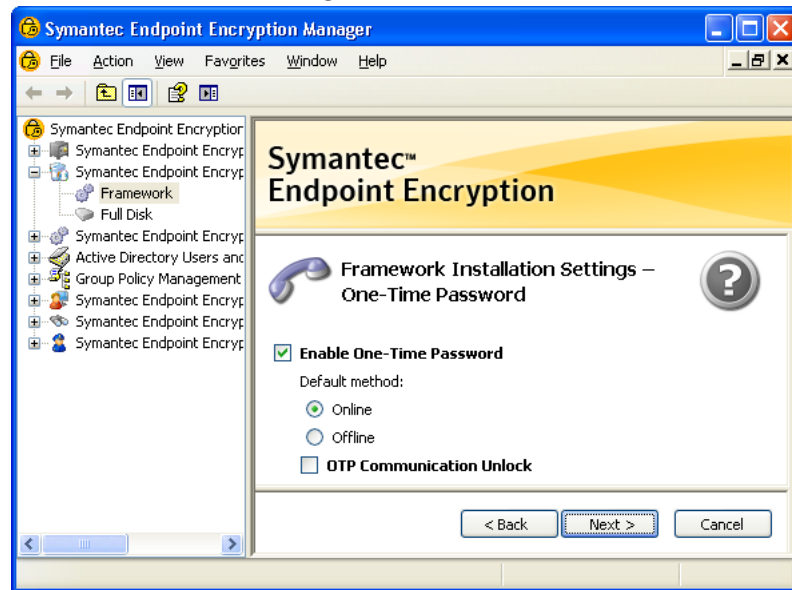 Symantec Endpoint Encryption Manager
File Action View Favorites Window Help
Symantec Endpoint Encryption
Symantec Endpoint Encryp
Symantec Endpoint Encryp
Framework
Full Disk
Symantec Endpoint Encryp
Active Directory Users and
Group Policy Management
Symantec Endpoint Encryp
Symantec Endpoint Encryp
Symantec Endpoint Encryp
Symantec™
Endpoint Encryption
Framework Installation Settings –
One-Time Password
Enable One-Time Password
Default method:
Online
Offline
OTP Communication Unlock
< Back Next > Cancel